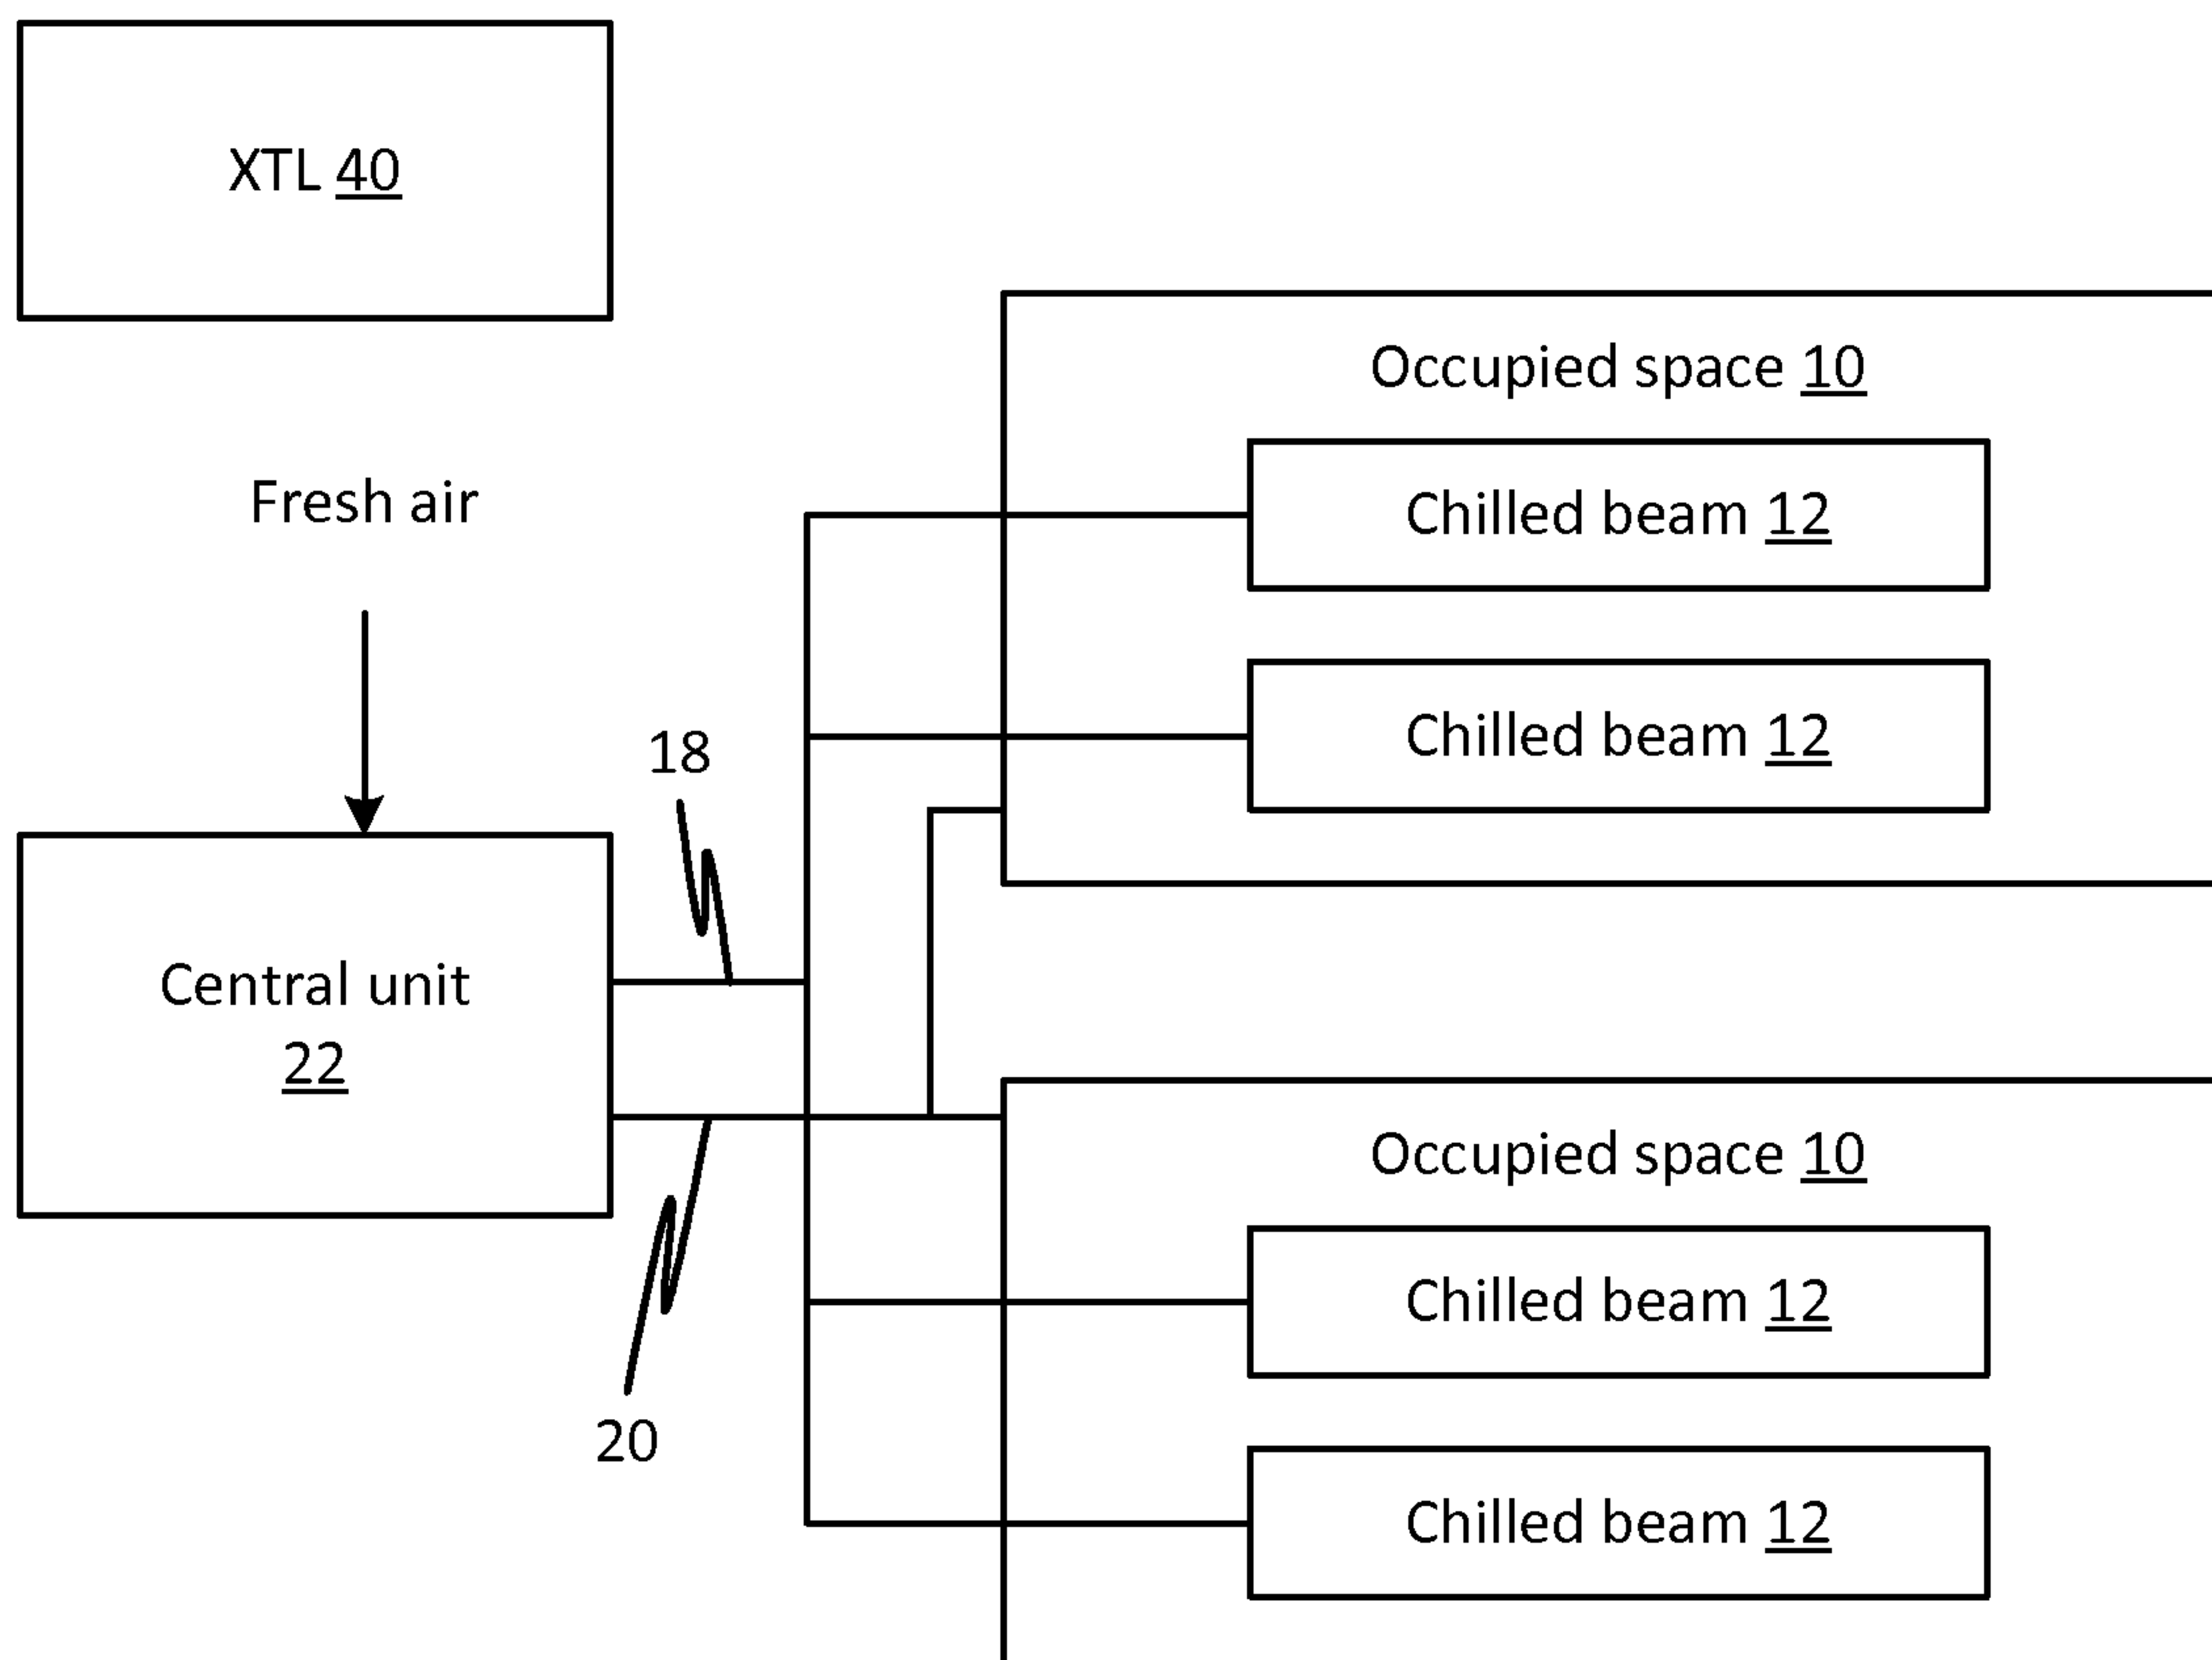 XTL 40
Occupied space 10
Fresh air
Chilled beam 12
Chilled beam 12
18
Central unit
22
Occupied space 10
Chilled beam 12
20
Chilled beam 12